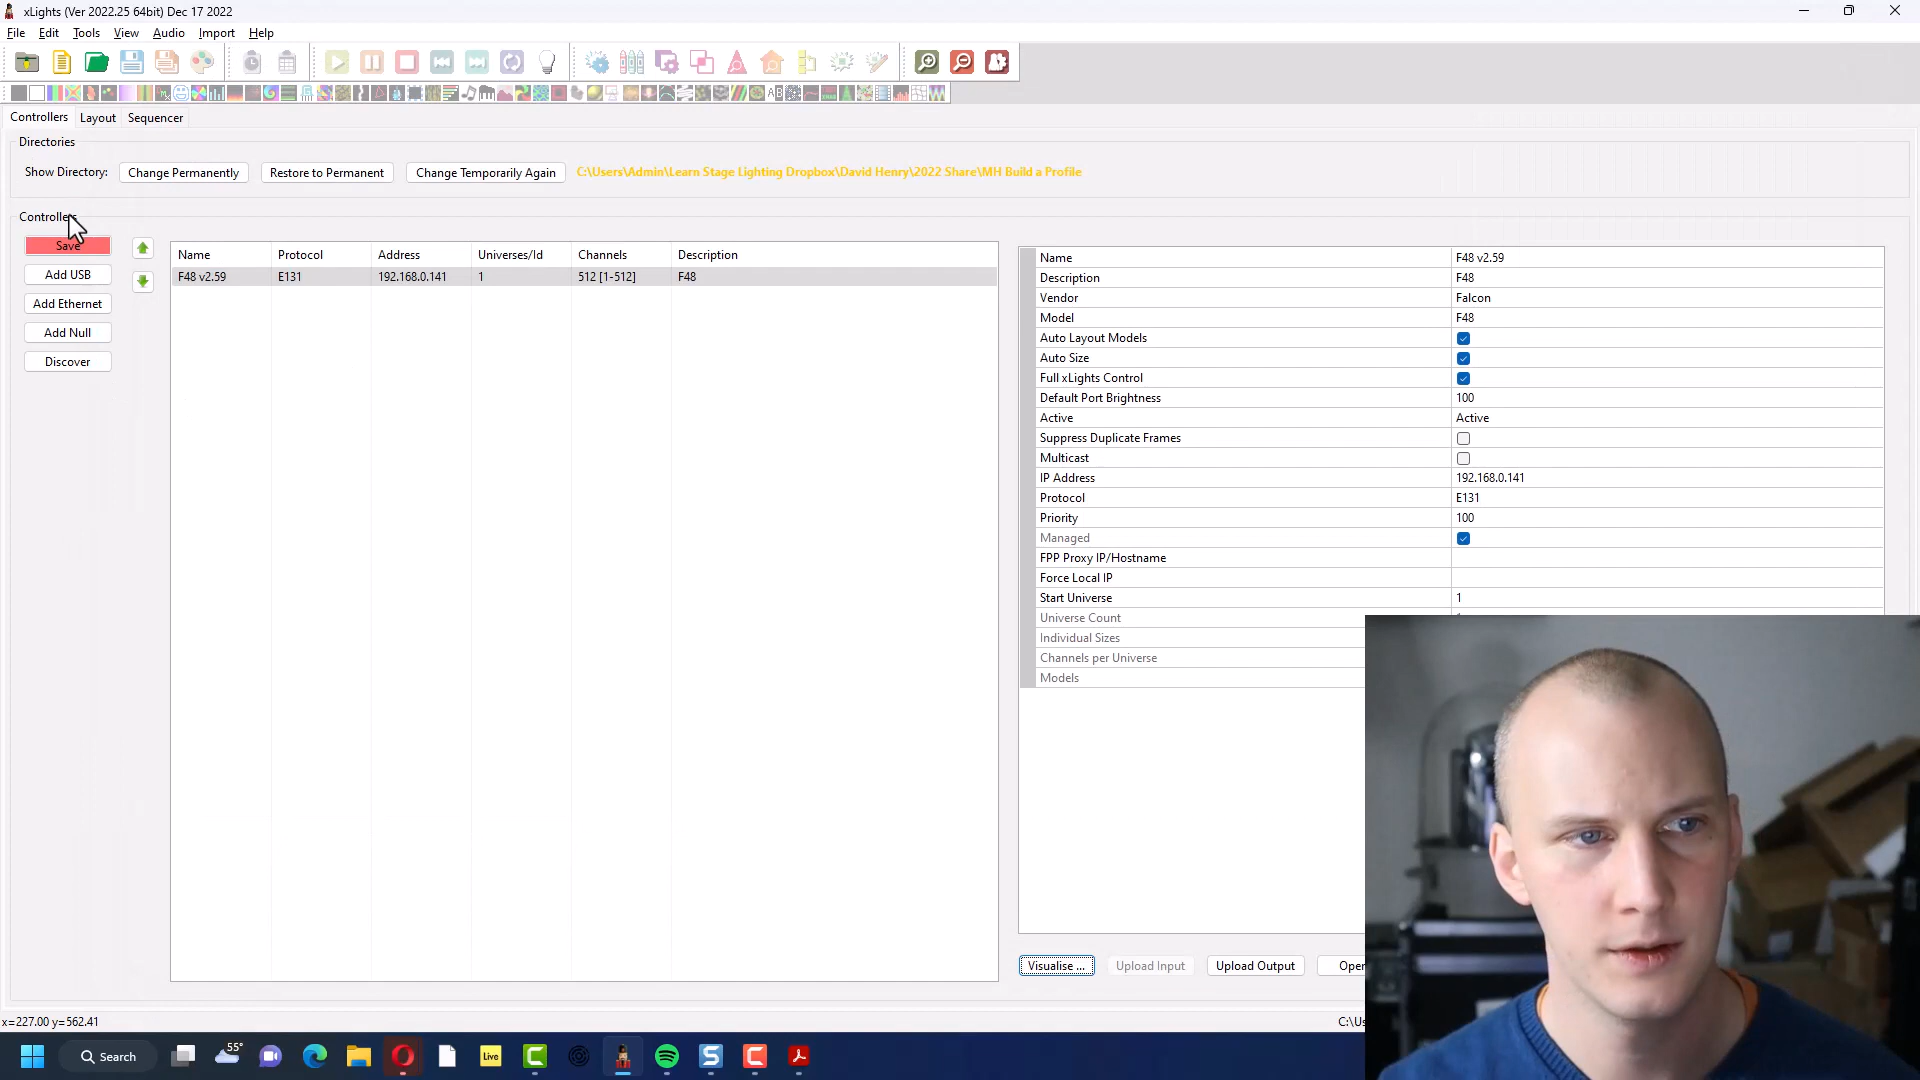 xLights (Ver 2022.25 64bit) Dec 17 2022
File Edit Tools View Audio Import Help
Controllers Layout Sequencer
Directories
Show Directory: Change Permanently Restore to Permanent Change Temporarily Again C:\Users\Admin\Learn Stage Lighting Dropbox\David Henry\2022 Share\MH Build a Profile
Controllers
Save
Add USB
Add Ethernet
Add Null
Discover
Name Protocol Address Universes/Id Channels Description
F48 v2.59 E131 192.168.0.141 1 512 [1-512] F48
Name F48 v2.59
Description F48
Vendor Falcon
Model F48
Auto Layout Models
Auto Size
Full xLights Control
Default Port Brightness 100
Active Active
Suppress Duplicate Frames
Multicast
IP Address 192.168.0.141
Protocol E131
Priority 100
Managed
FPP Proxy IP/Hostname
Force Local IP
Start Universe 1
Universe Count
Individual Sizes
Channels per Universe
Models
Visualise ... Upload Input Upload Output Open
x=227.00 y=562.41 C:\Us
Search 55° Live